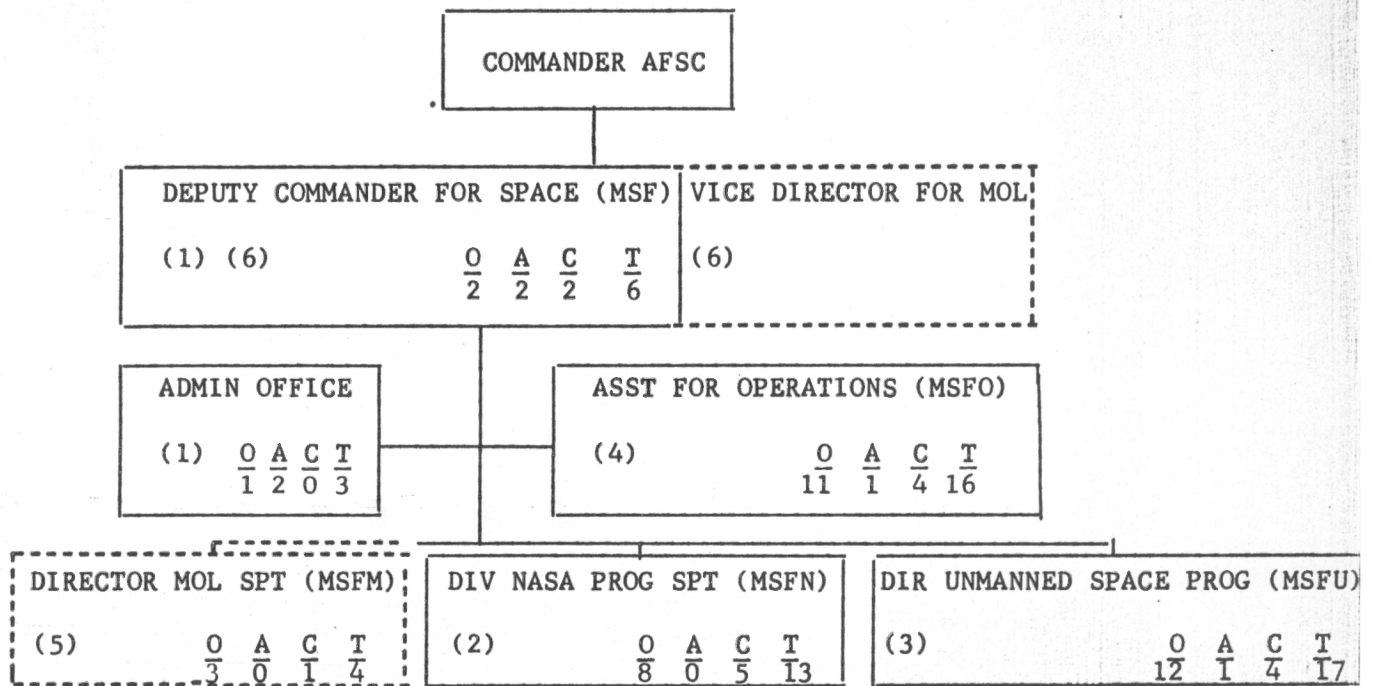 COMMANDER AFSC
DEPUTY COMMANDER FOR SPACE (MSF)
(1) (6) O A C T
2 2 2 6
VICE DIRECTOR FOR MOL
(6)
ADMIN OFFICE
(1) O A C T
1 2 0 3
ASST FOR OPERATIONS (MSFO)
(4) O A C T
11 1 4 16
DIRECTOR MOL SPT (MSFM)
(5) O A C T
3 0 1 4
DIV NASA PROG SPT (MSFN)
(2) O A C T
8 0 5 13
DIR UNMANNED SPACE PROG (MSFU)
(3) O A C T
12 1 4 17